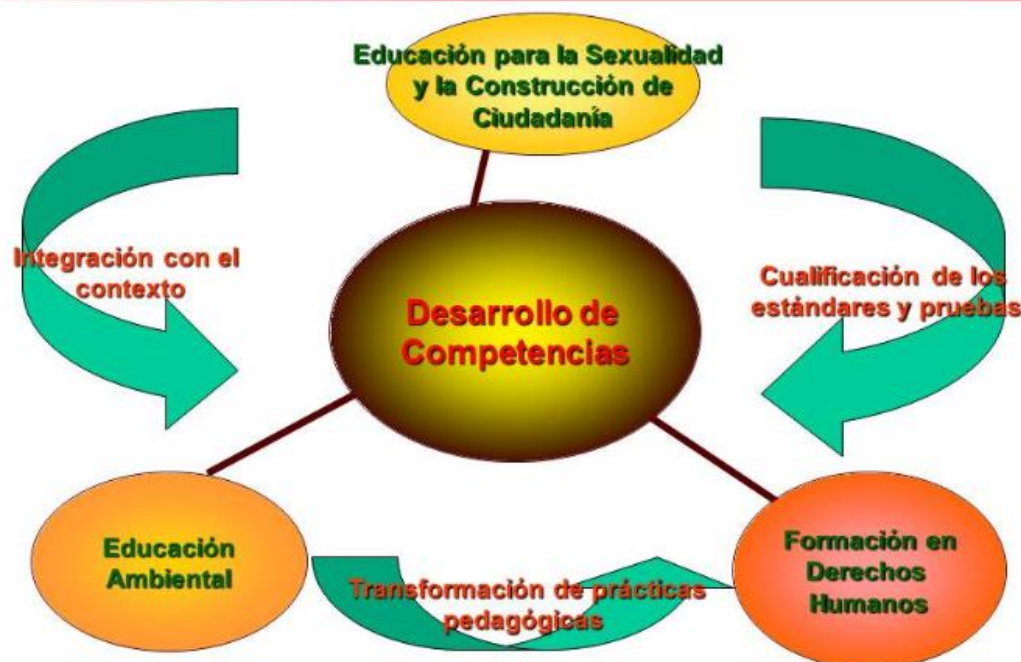 Educación para la Sexualidad
y la Construcción de
Ciudadanía
Integración con el
contexto
Cualificación de los
estándares y pruebas
Desarrollo de
Competencias
Educación
Ambiental
Transformación de prácticas
pedagógicas
Formación en
Derechos
Humanos